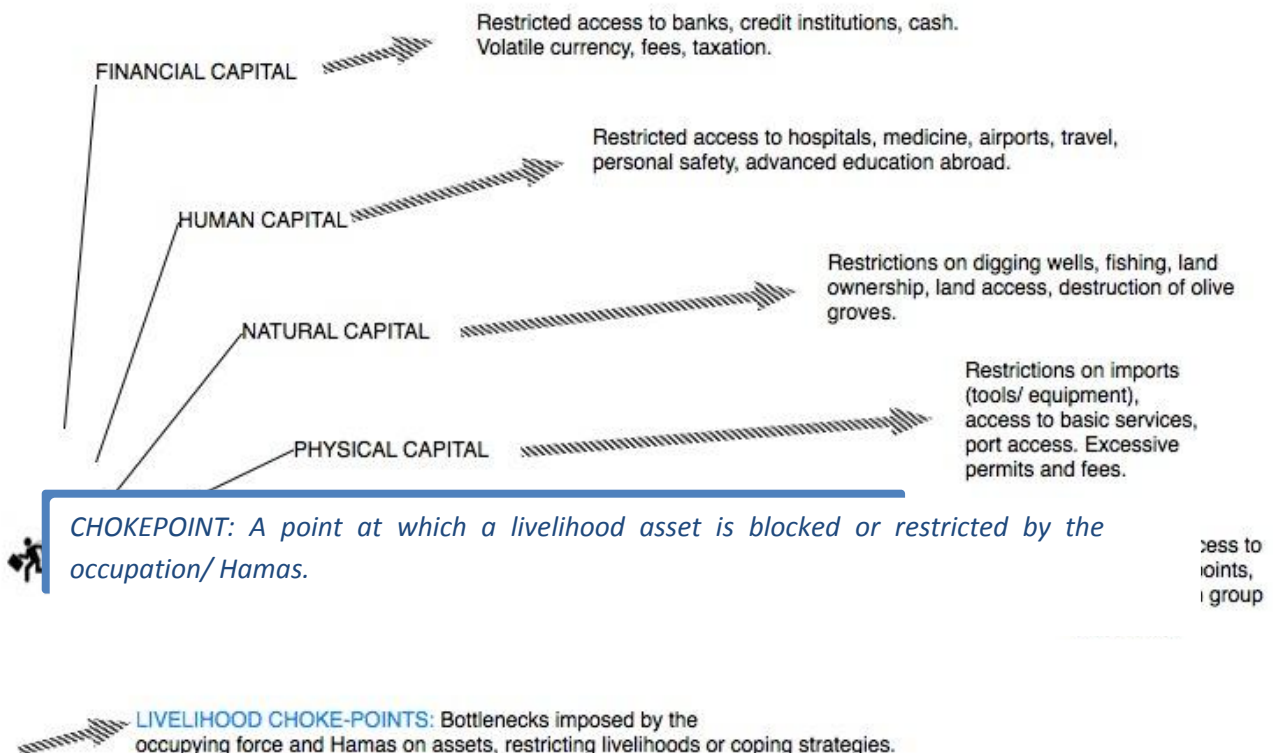 Restricted access to banks, credit institutions, cash.
Volatile currency, fees, taxation.
FINANCIAL CAPITAL
Restricted access to hospitals, medicine, airports, travel,
personal safety, advanced education abroad.
HUMAN CAPITAL
Restrictions on digging wells, fishing, land
ownership, land access, destruction of olive
groves.
NATURAL CAPITAL
Restrictions on imports
(tools/ equipment),
access to basic services,
port access. Excessive
permits and fees.
PHYSICAL CAPITAL
CHOKEPOINT: A point at which a livelihood asset is blocked or restricted by the
occupation/ Hamas.
to
group
LIVELIHOOD CHOKE-POINTS: Bottlenecks imposed by the
occupying force and Hamas on assets, restricting livelihoods or coping strategies.